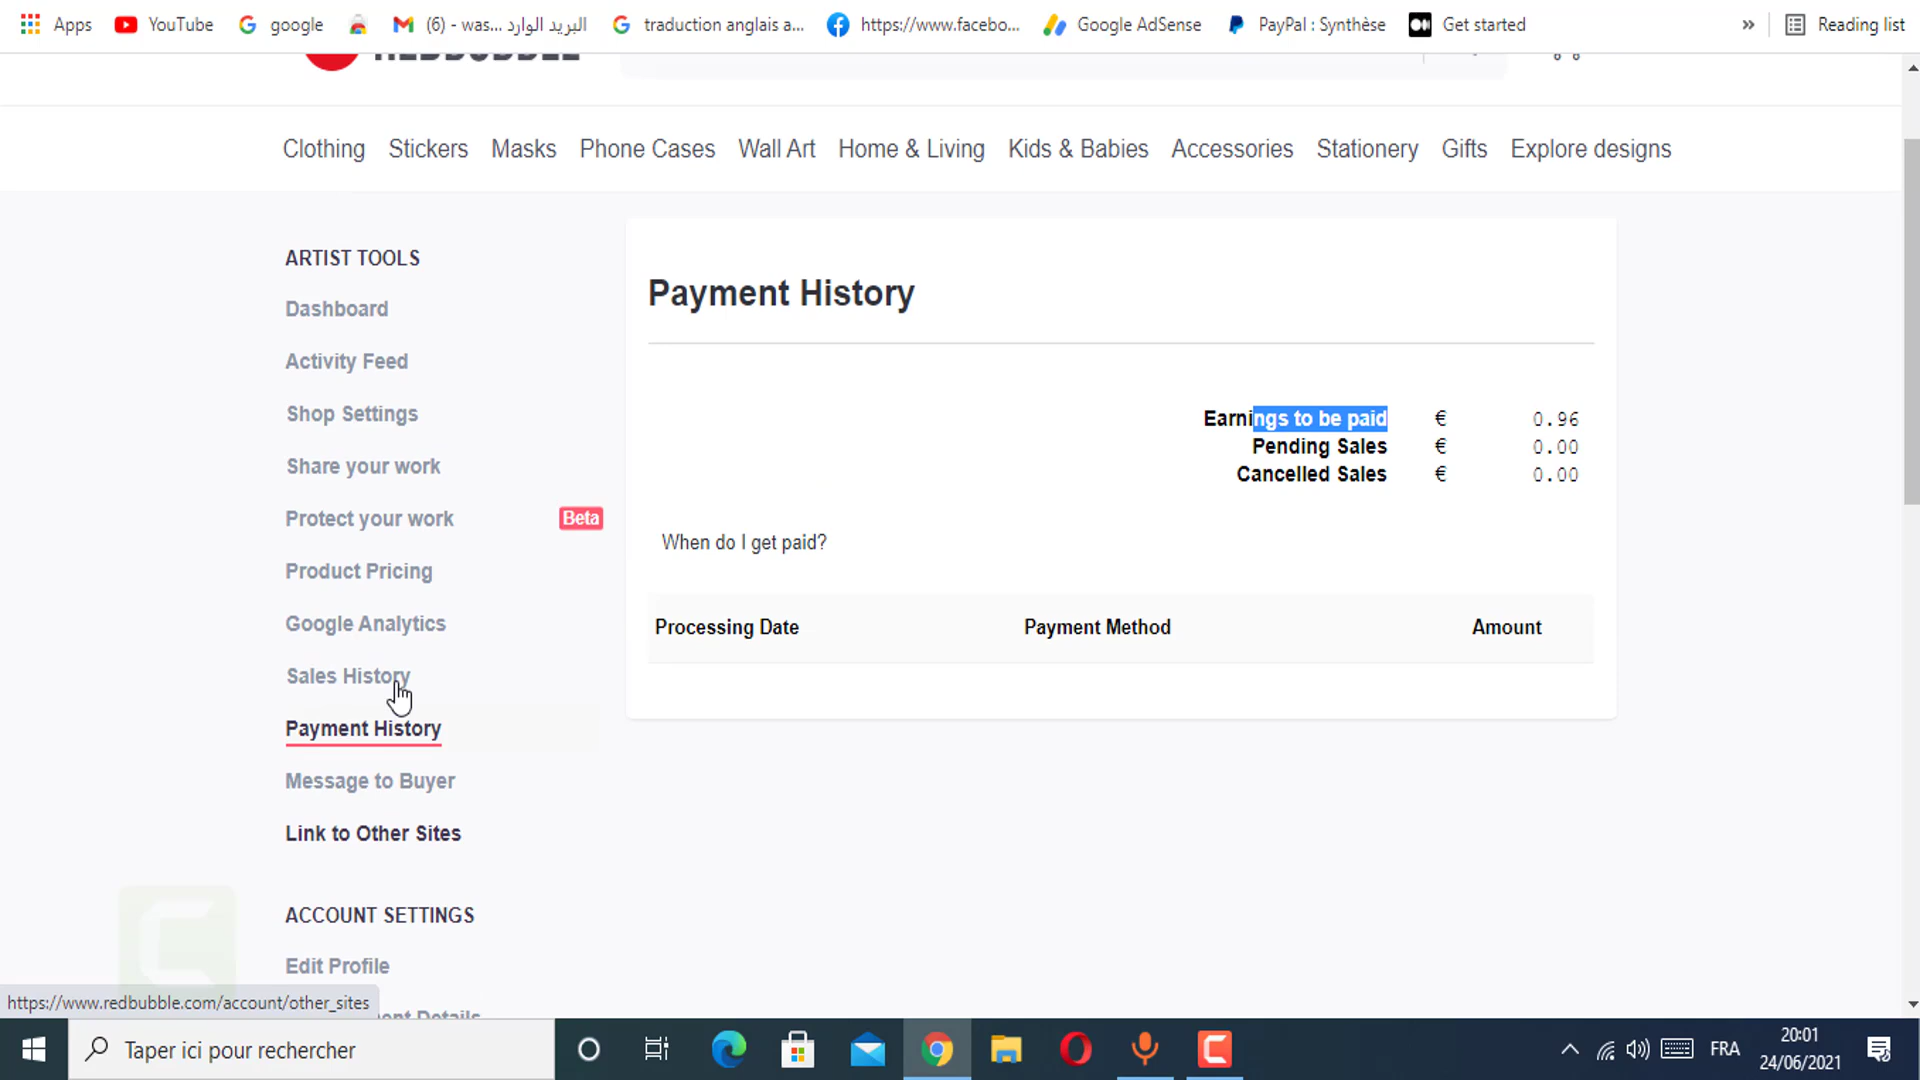 Apps YouTube google (6) - was... البريد الوارد traduction anglais a... https://www.facebo... Google AdSense PayPal : Synthèse Get started » Reading list
REDBUBBLE
Clothing Stickers Masks Phone Cases Wall Art Home & Living Kids & Babies Accessories Stationery Gifts Explore designs
ARTIST TOOLS
Dashboard
Activity Feed
Shop Settings
Share your work
Protect your work Beta
Product Pricing
Google Analytics
Sales History
Payment History
Message to Buyer
Link to Other Sites
ACCOUNT SETTINGS
Edit Profile
Payment History
Earnings to be paid € 0.96
Pending Sales € 0.00
Cancelled Sales € 0.00
When do I get paid?
Processing Date Payment Method Amount
https://www.redbubble.com/account/other_sites
Taper ici pour rechercher
FRA
20:01
24/06/2021